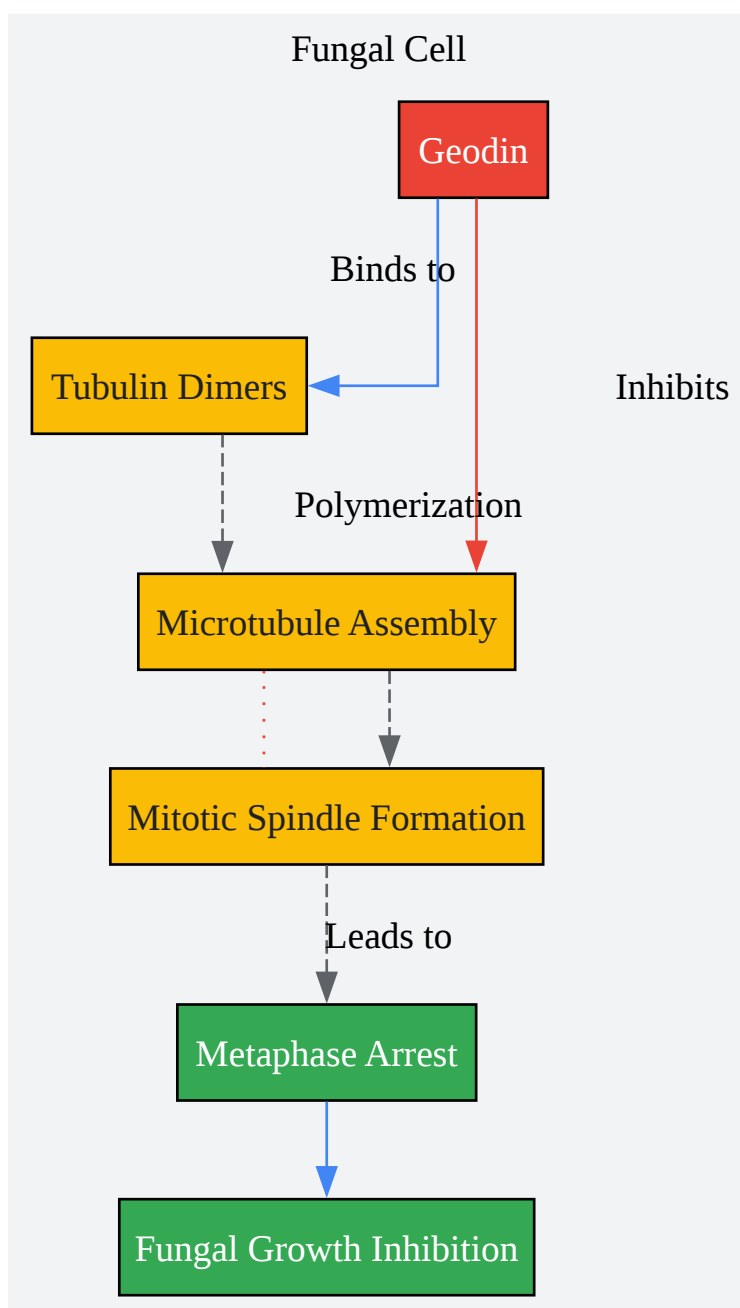 Fungal Cell
Geodin
Binds to
Tubulin Dimers
Inhibits
Polymerization
Microtubule Assembly
Mitotic Spindle Formation
Leads to
Metaphase Arrest
Fungal Growth Inhibition